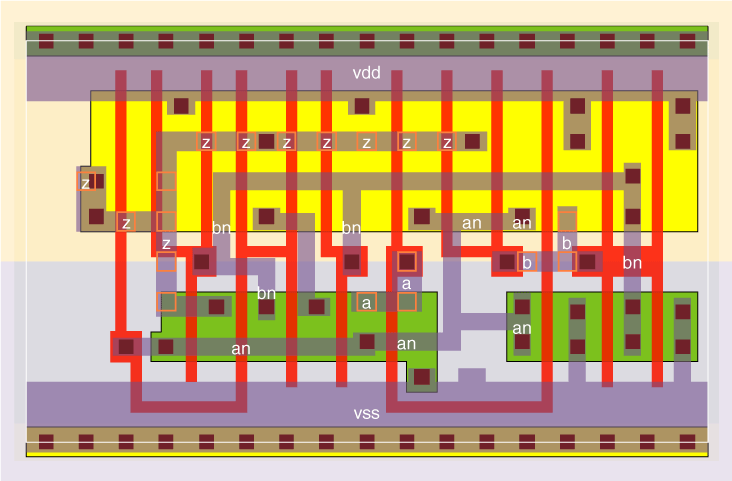 vdd
z z z z z z z
z
z
an an
bn bn
z b
b bn
bn
a
a
an
an an
vss